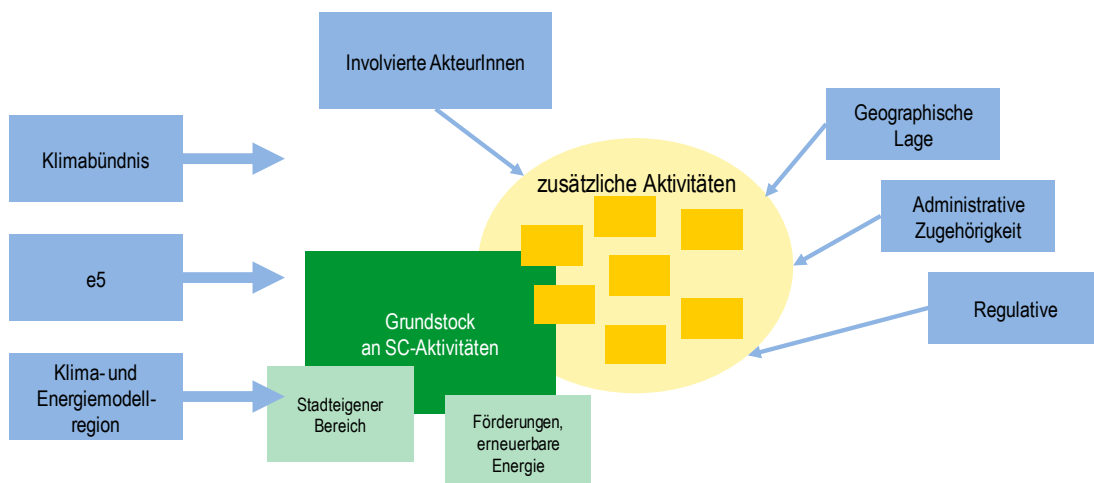 Involvierte AkteurInnen
Geographische
Lage
Klimabündnis
zusätzliche Aktivitäten
Administrative
Zugehörigkeit
e5
Regulative
Grundstock
an SC-Aktivitäten
Klima- und
Energiemodell-
region
Stadteigener
Bereich
Förderungen,
erneuerbare
Energie